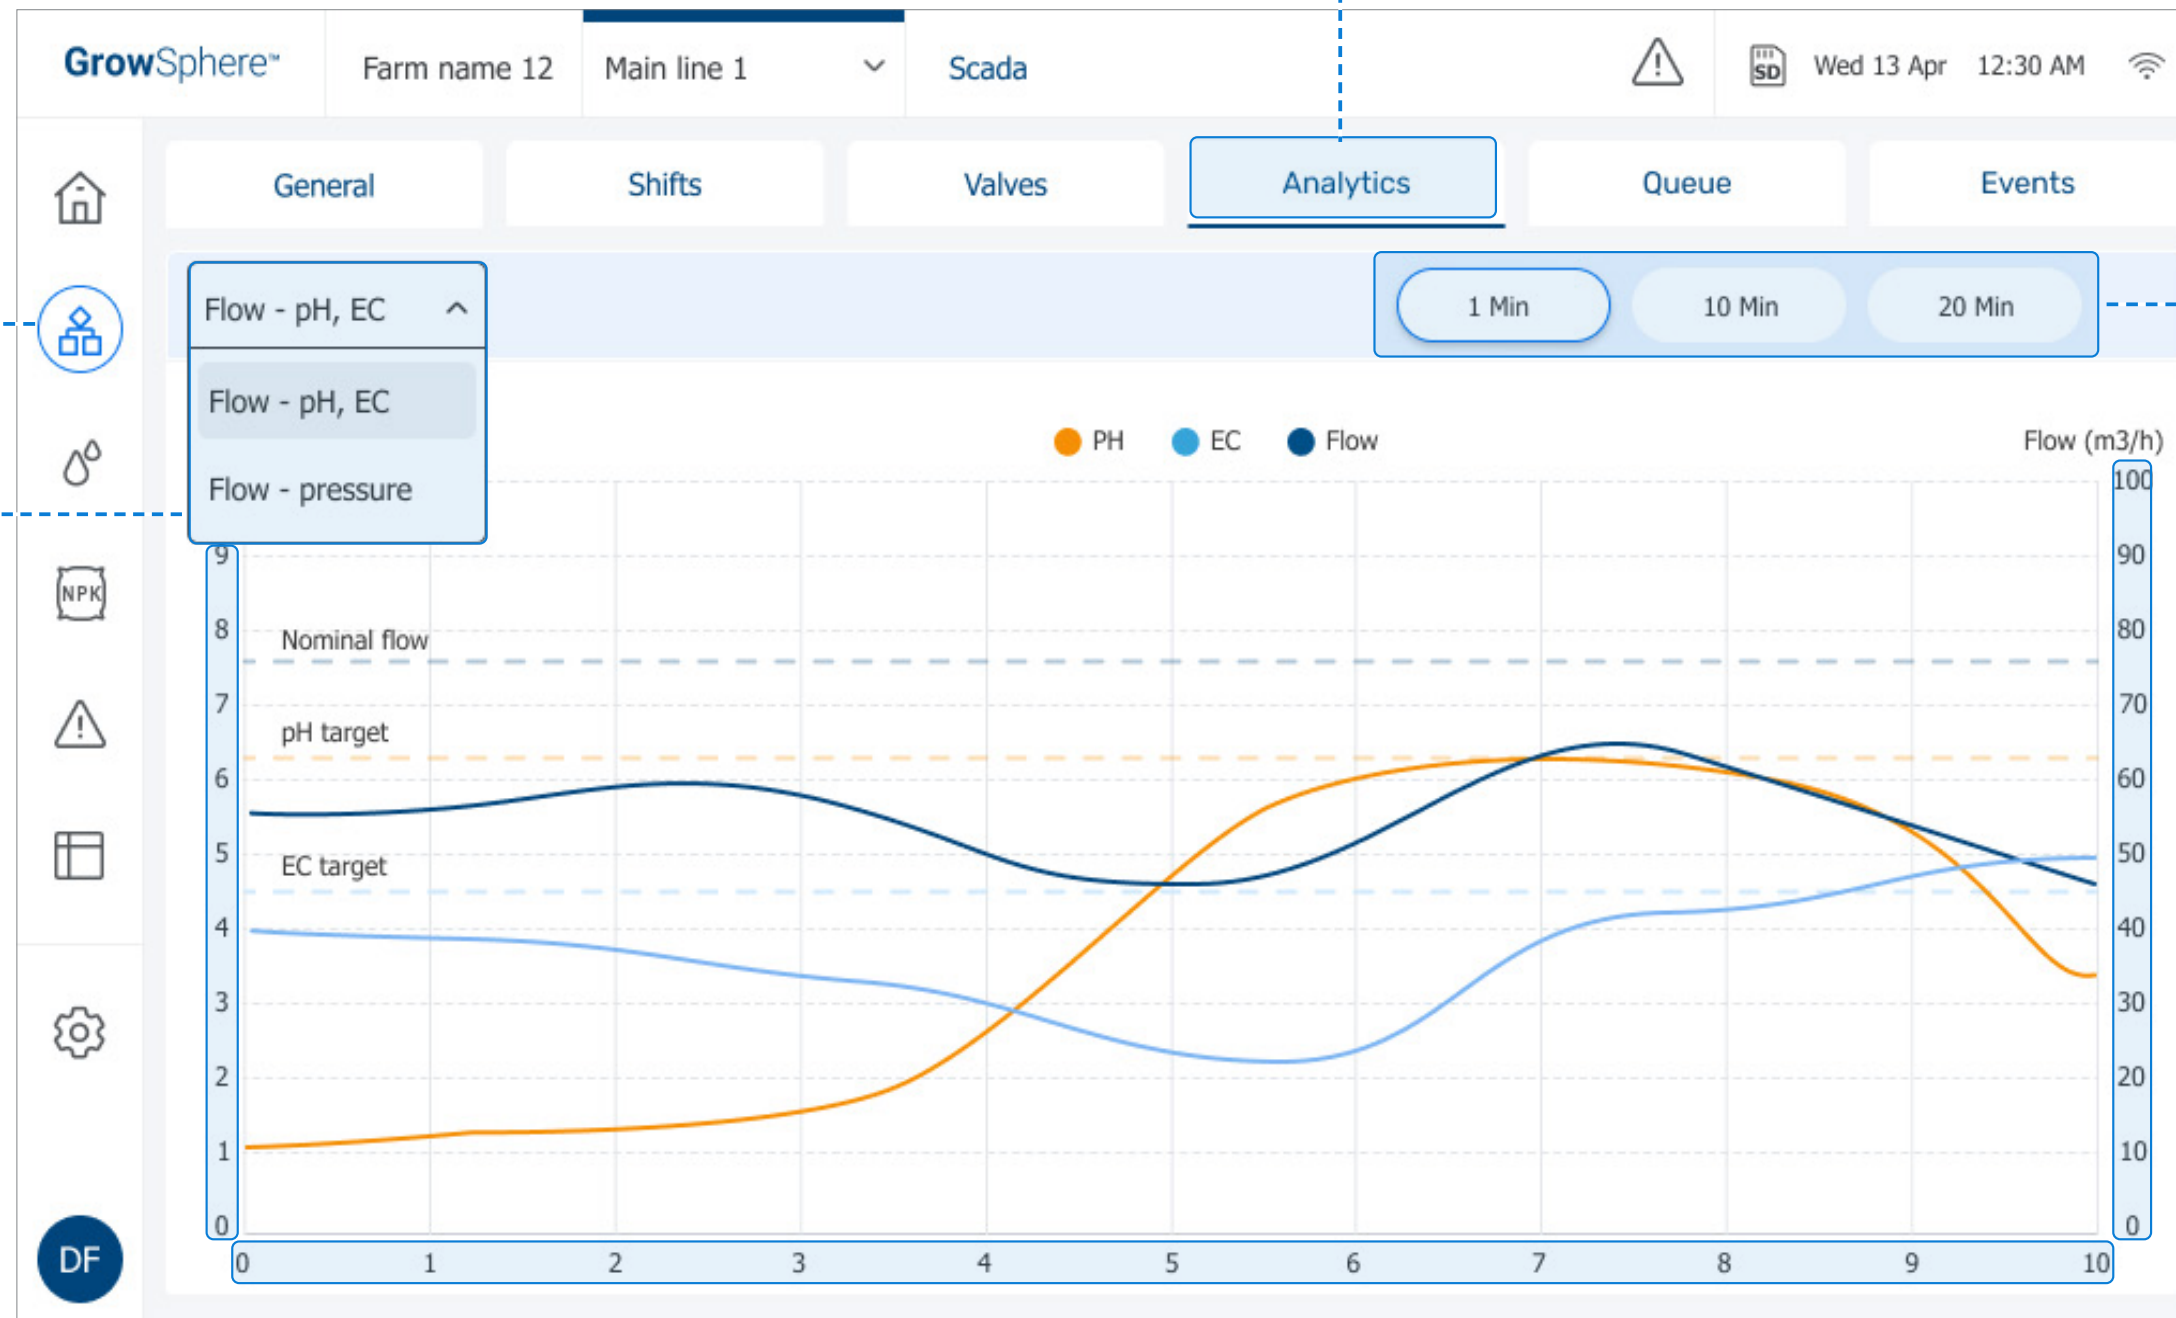 GrowSphere™ Farm name 12 Main line 1 Scada SD Wed 13 Apr 12:30 AM
General Shifts Valves Analytics Queue Events
Flow - pH, EC 1 Min 10 Min 20 Min
Flow - pH, EC
Flow - pressure
PH EC Flow Flow (m3/h)
100
9 90
8 80
Nominal flow
7 70
pH target
6 60
5 50
EC target
4 40
3 30
2 20
1 10
0 0
0 1 2 3 4 5 6 7 8 9 10
NPK
DF